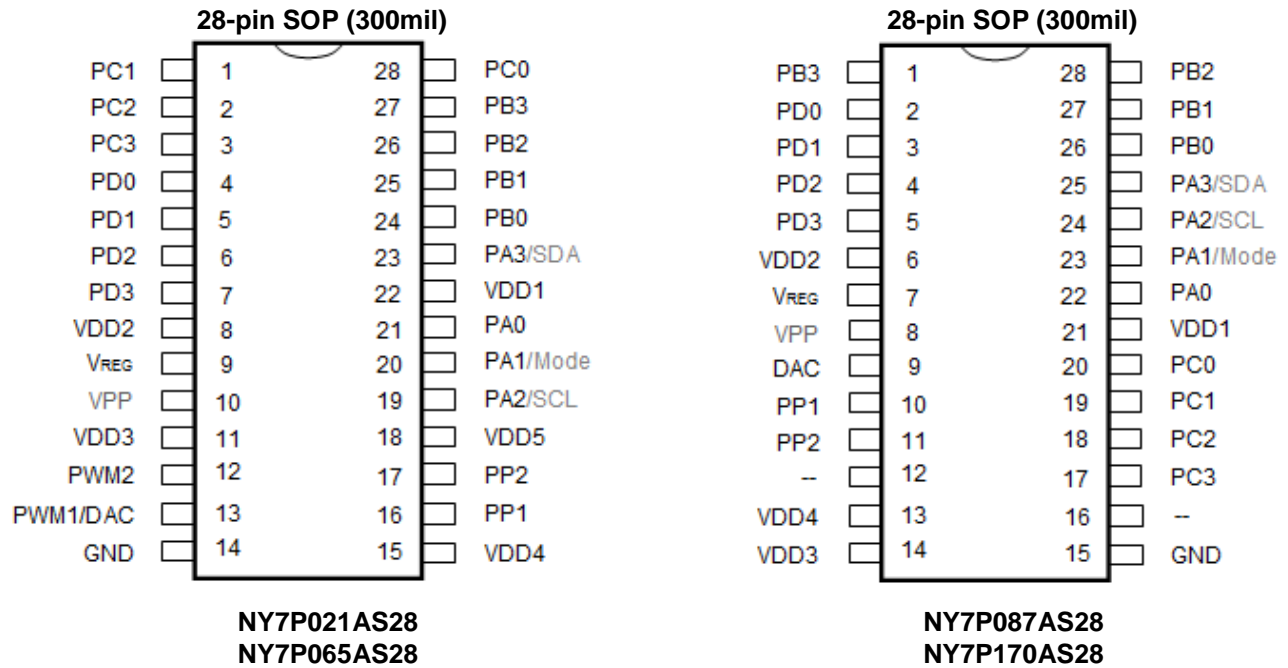 28-pin SOP (300mil)
PC1 1 28 PC0
PC2 2 27 PB3
PC3 3 26 PB2
PD0 4 25 PB1
PD1 5 24 PB0
PD2 6 23 PA3/SDA
PD3 7 22 VDD1
VDD2 8 21 PA0
VREG 9 20 PA1/Mode
VPP 10 19 PA2/SCL
VDD3 11 18 VDD5
PWM2 12 17 PP2
PWM1/DAC 13 16 PP1
GND 14 15 VDD4
NY7P021AS28
NY7P065AS28
28-pin SOP (300mil)
PB3 1 28 PB2
PD0 2 27 PB1
PD1 3 26 PB0
PD2 4 25 PA3/SDA
PD3 5 24 PA2/SCL
VDD2 6 23 PA1/Mode
VREG 7 22 PA0
VPP 8 21 VDD1
DAC 9 20 PC0
PP1 10 19 PC1
PP2 11 18 PC2
-- 12 17 PC3
VDD4 13 16 --
VDD3 14 15 GND
NY7P087AS28
NY7P170AS28